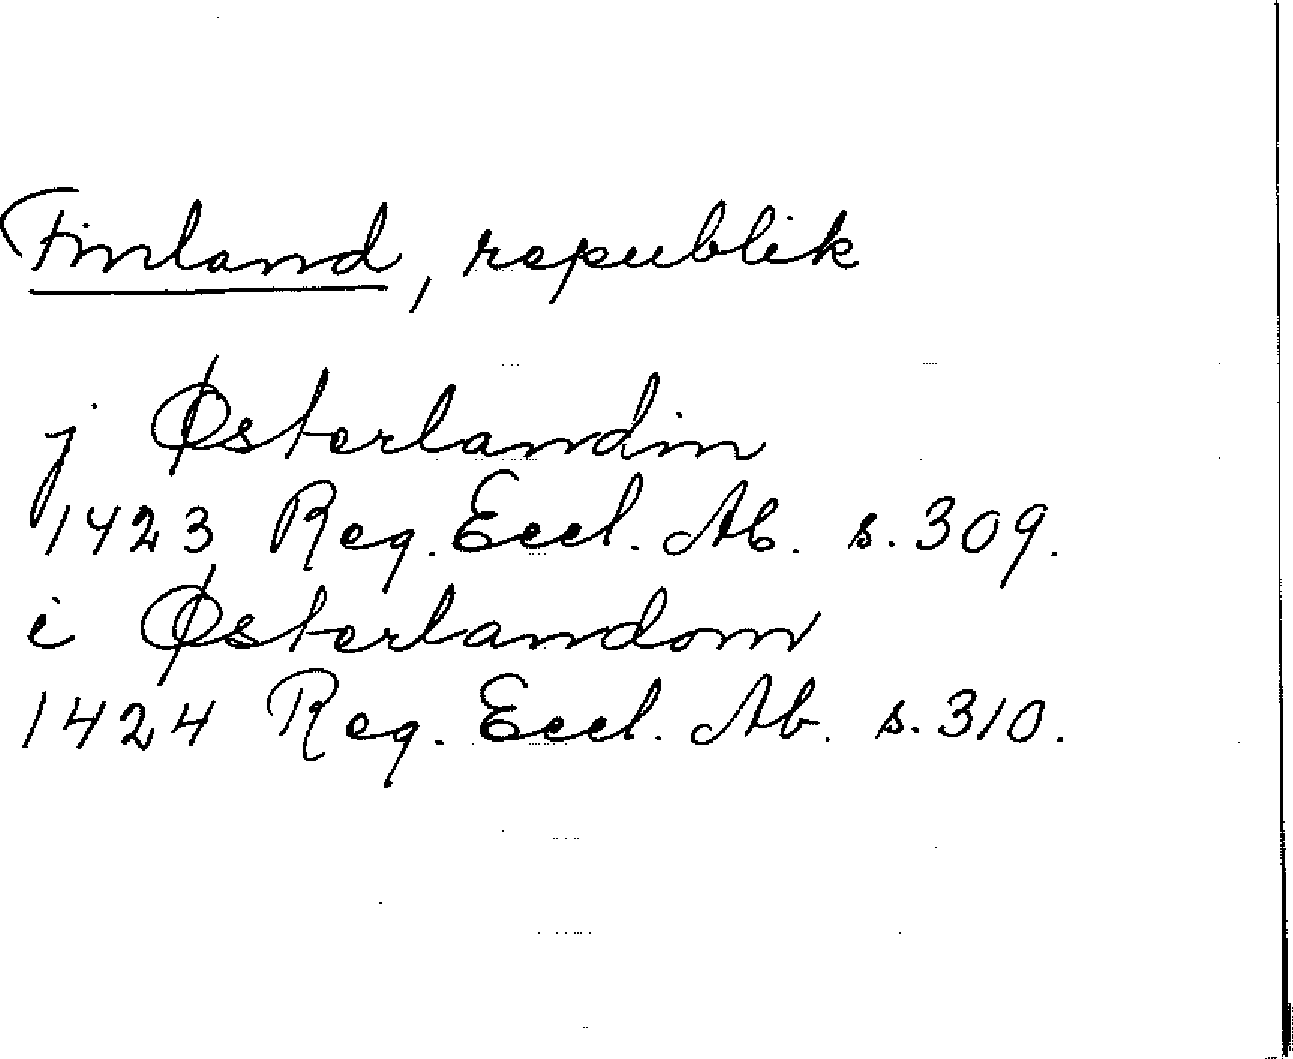 Finland, republik
j Østerlandin
1423 Reg. Eccl. Ab. s. 309.
i Østerlandom
1424 Reg. Eccl. Ab. s. 310.